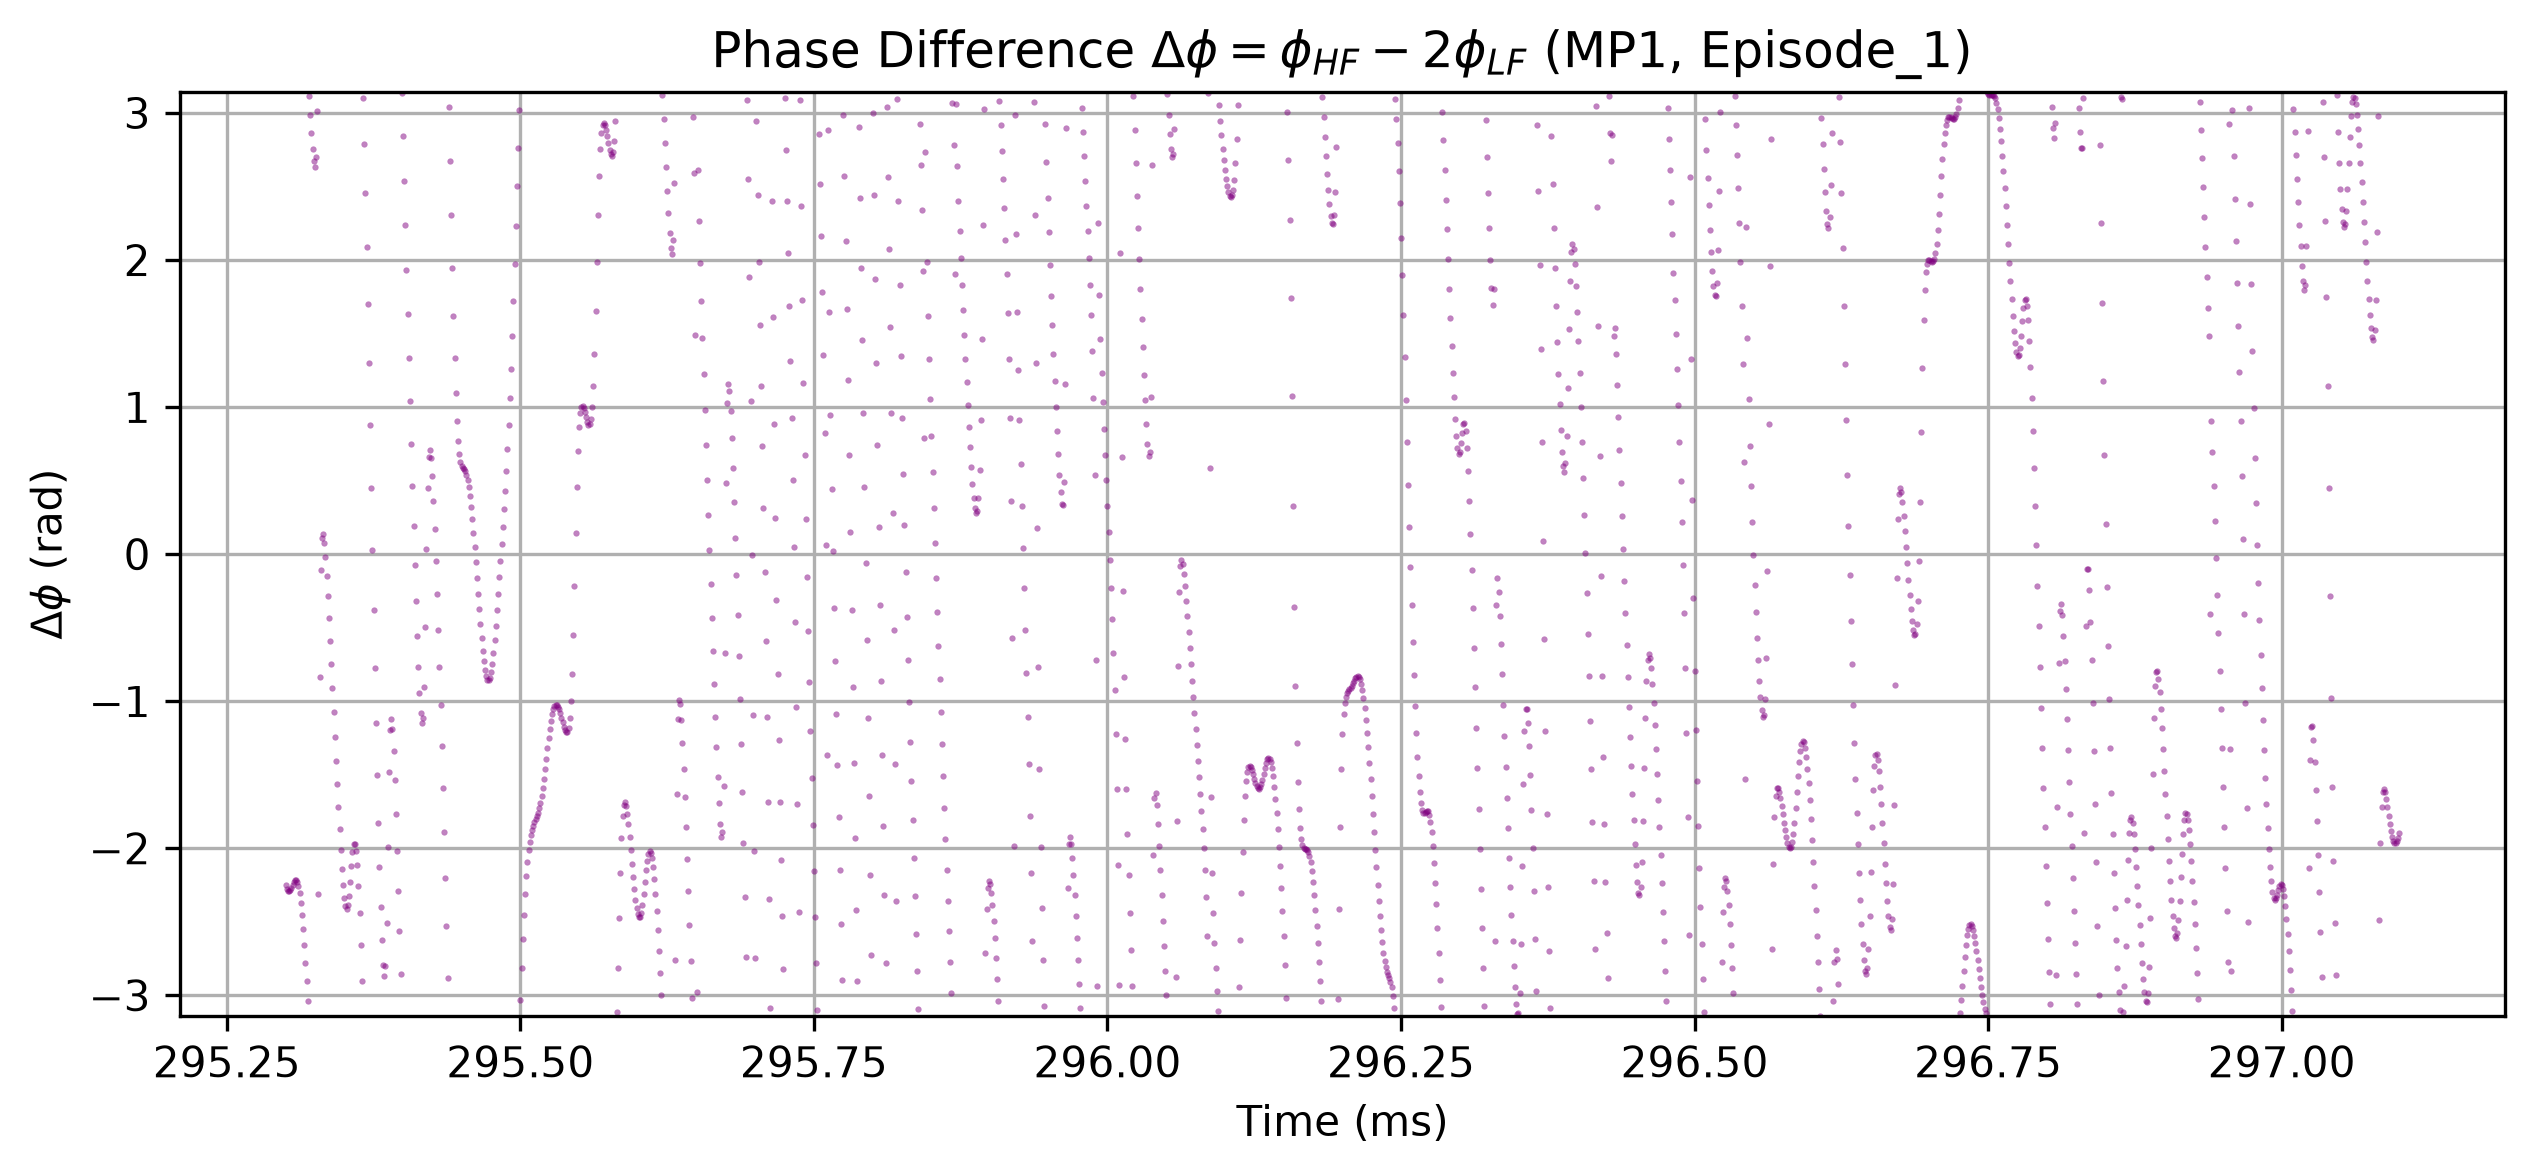 Phase Difference Δϕ = ϕ_HF − 2ϕ_LF (MP1, Episode_1)
Δϕ (rad)
3
2
1
0
−1
−2
−3
295.25 295.50 295.75 296.00 296.25 296.50 296.75 297.00
Time (ms)